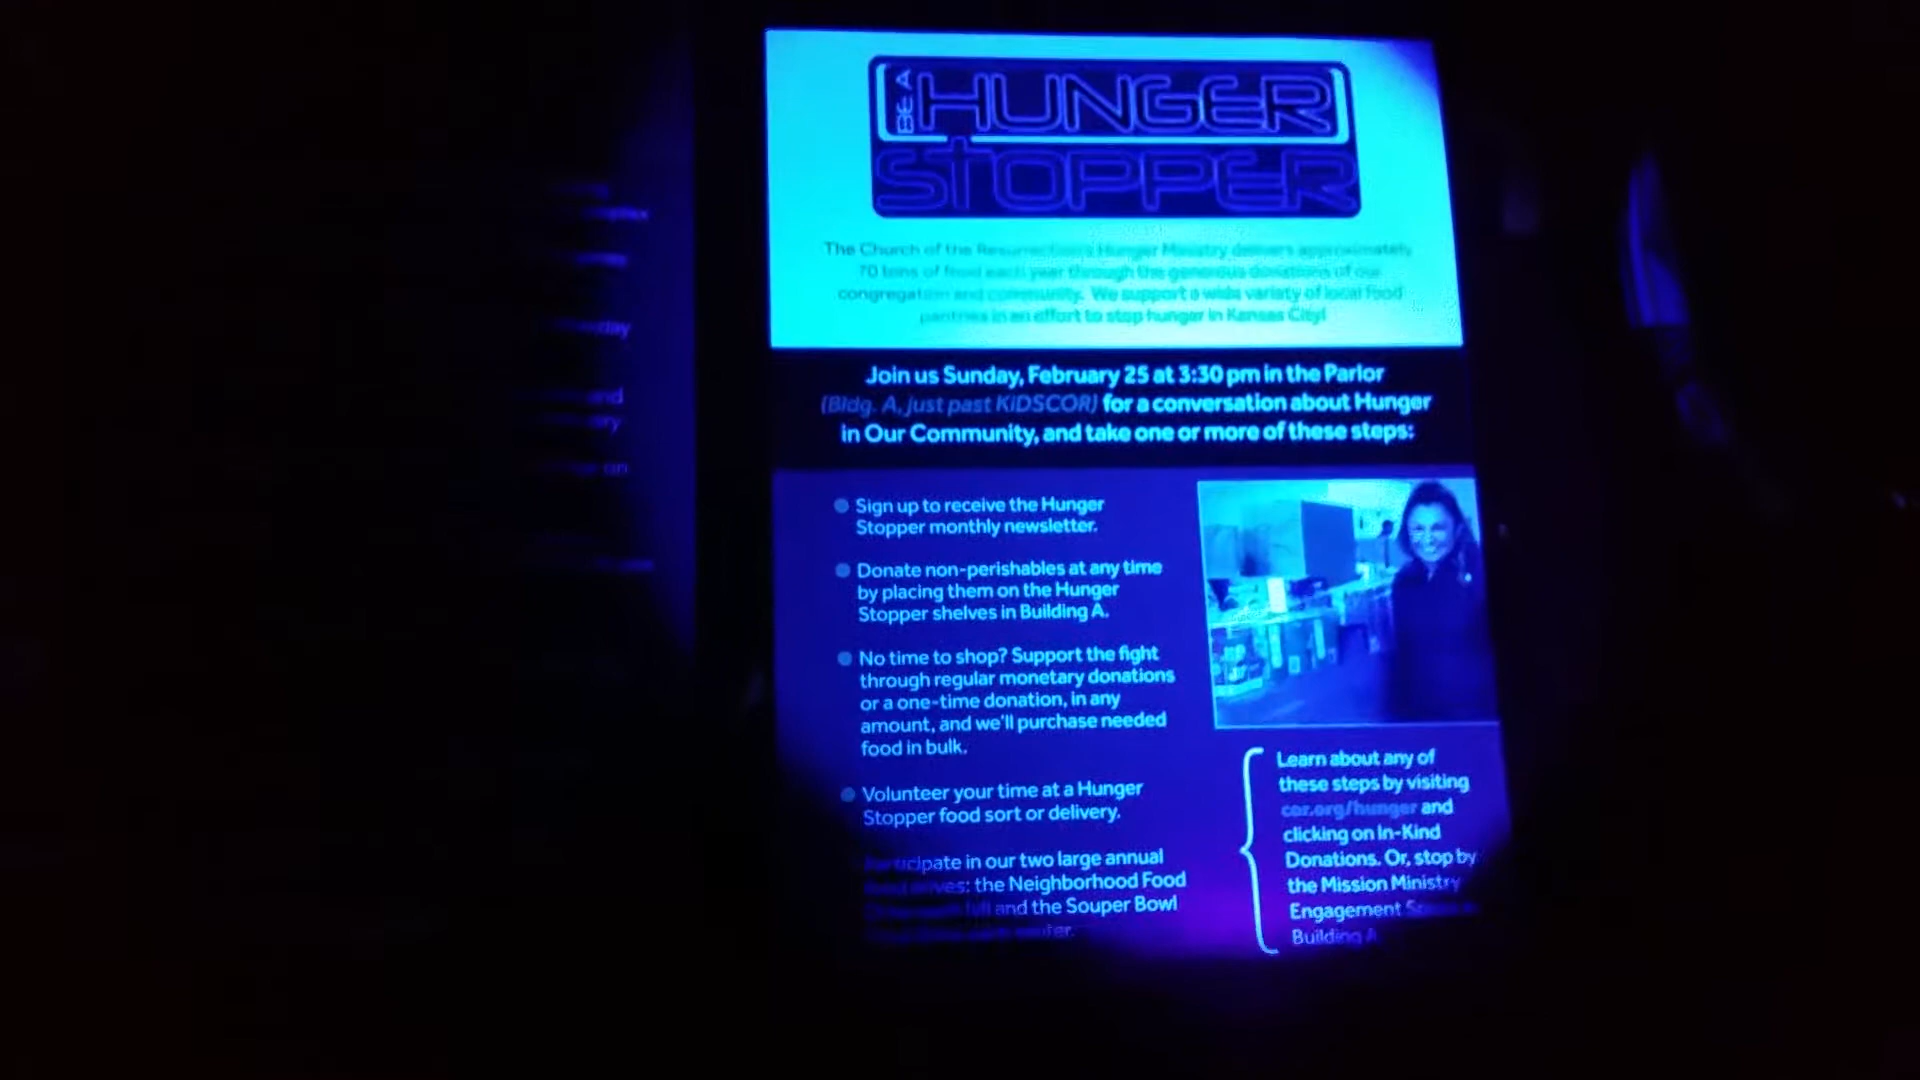 BE A HUNGER
STOPPER
The Church of the Resurrection's Hunger Ministry delivers approximately
70 tons of food each year through the generous donations of our
congregation and community. We support a wide variety of local food
pantries in an effort to stop hunger in Kansas City!
Join us Sunday, February 25 at 3:30 pm in the Parlor
(Bldg. A, just past KiDSCOR) for a conversation about Hunger
in Our Community, and take one or more of these steps:
Sign up to receive the Hunger
Stopper monthly newsletter.
Donate non-perishables at any time
by placing them on the Hunger
Stopper shelves in Building A.
No time to shop? Support the fight
through regular monetary donations
or a one-time donation, in any
amount, and we'll purchase needed
food in bulk.
Volunteer your time at a Hunger
Stopper food sort or delivery.
Participate in our two large annual
food drives: the Neighborhood Food
fall and the Souper Bowl
winter.
Learn about any of
these steps by visiting
cor.org/hunger and
clicking on In-Kind
Donations. Or, stop by
the Mission Ministry
Engagement
Building A.